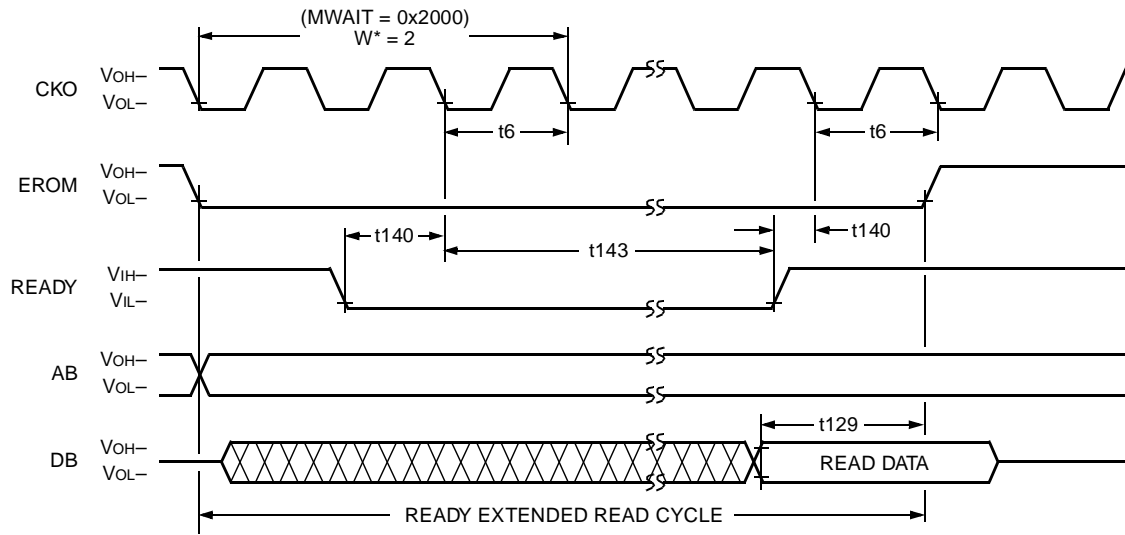 (MWAIT = 0x2000)
W* = 2
CKO
VOH–
VOL–
t6
t6
EROM
VOH–
VOL–
t140
t143
t140
READY
VIH–
VIL–
AB
VOH–
VOL–
t129
DB
VOH–
VOL–
READ DATA
READY EXTENDED READ CYCLE